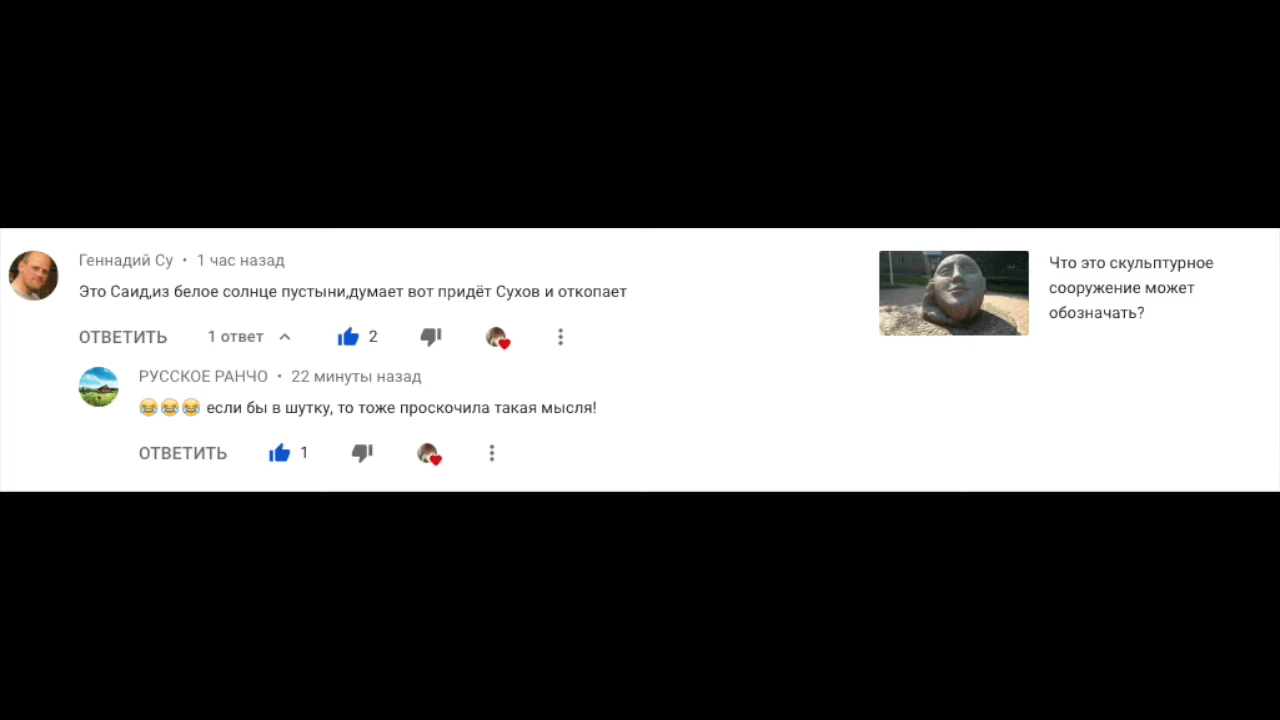 Геннадий Су • 1 час назад
Это Саид,из белое солнце пустыни,думает вот придёт Сухов и откопает
ОТВЕТИТЬ 1 ответ 2
РУССКОЕ РАНЧО • 22 минуты назад
😂😂😂 если бы в шутку, то тоже проскочила такая мысля!
ОТВЕТИТЬ 1
Что это скульптурное
сооружение может
обозначать?